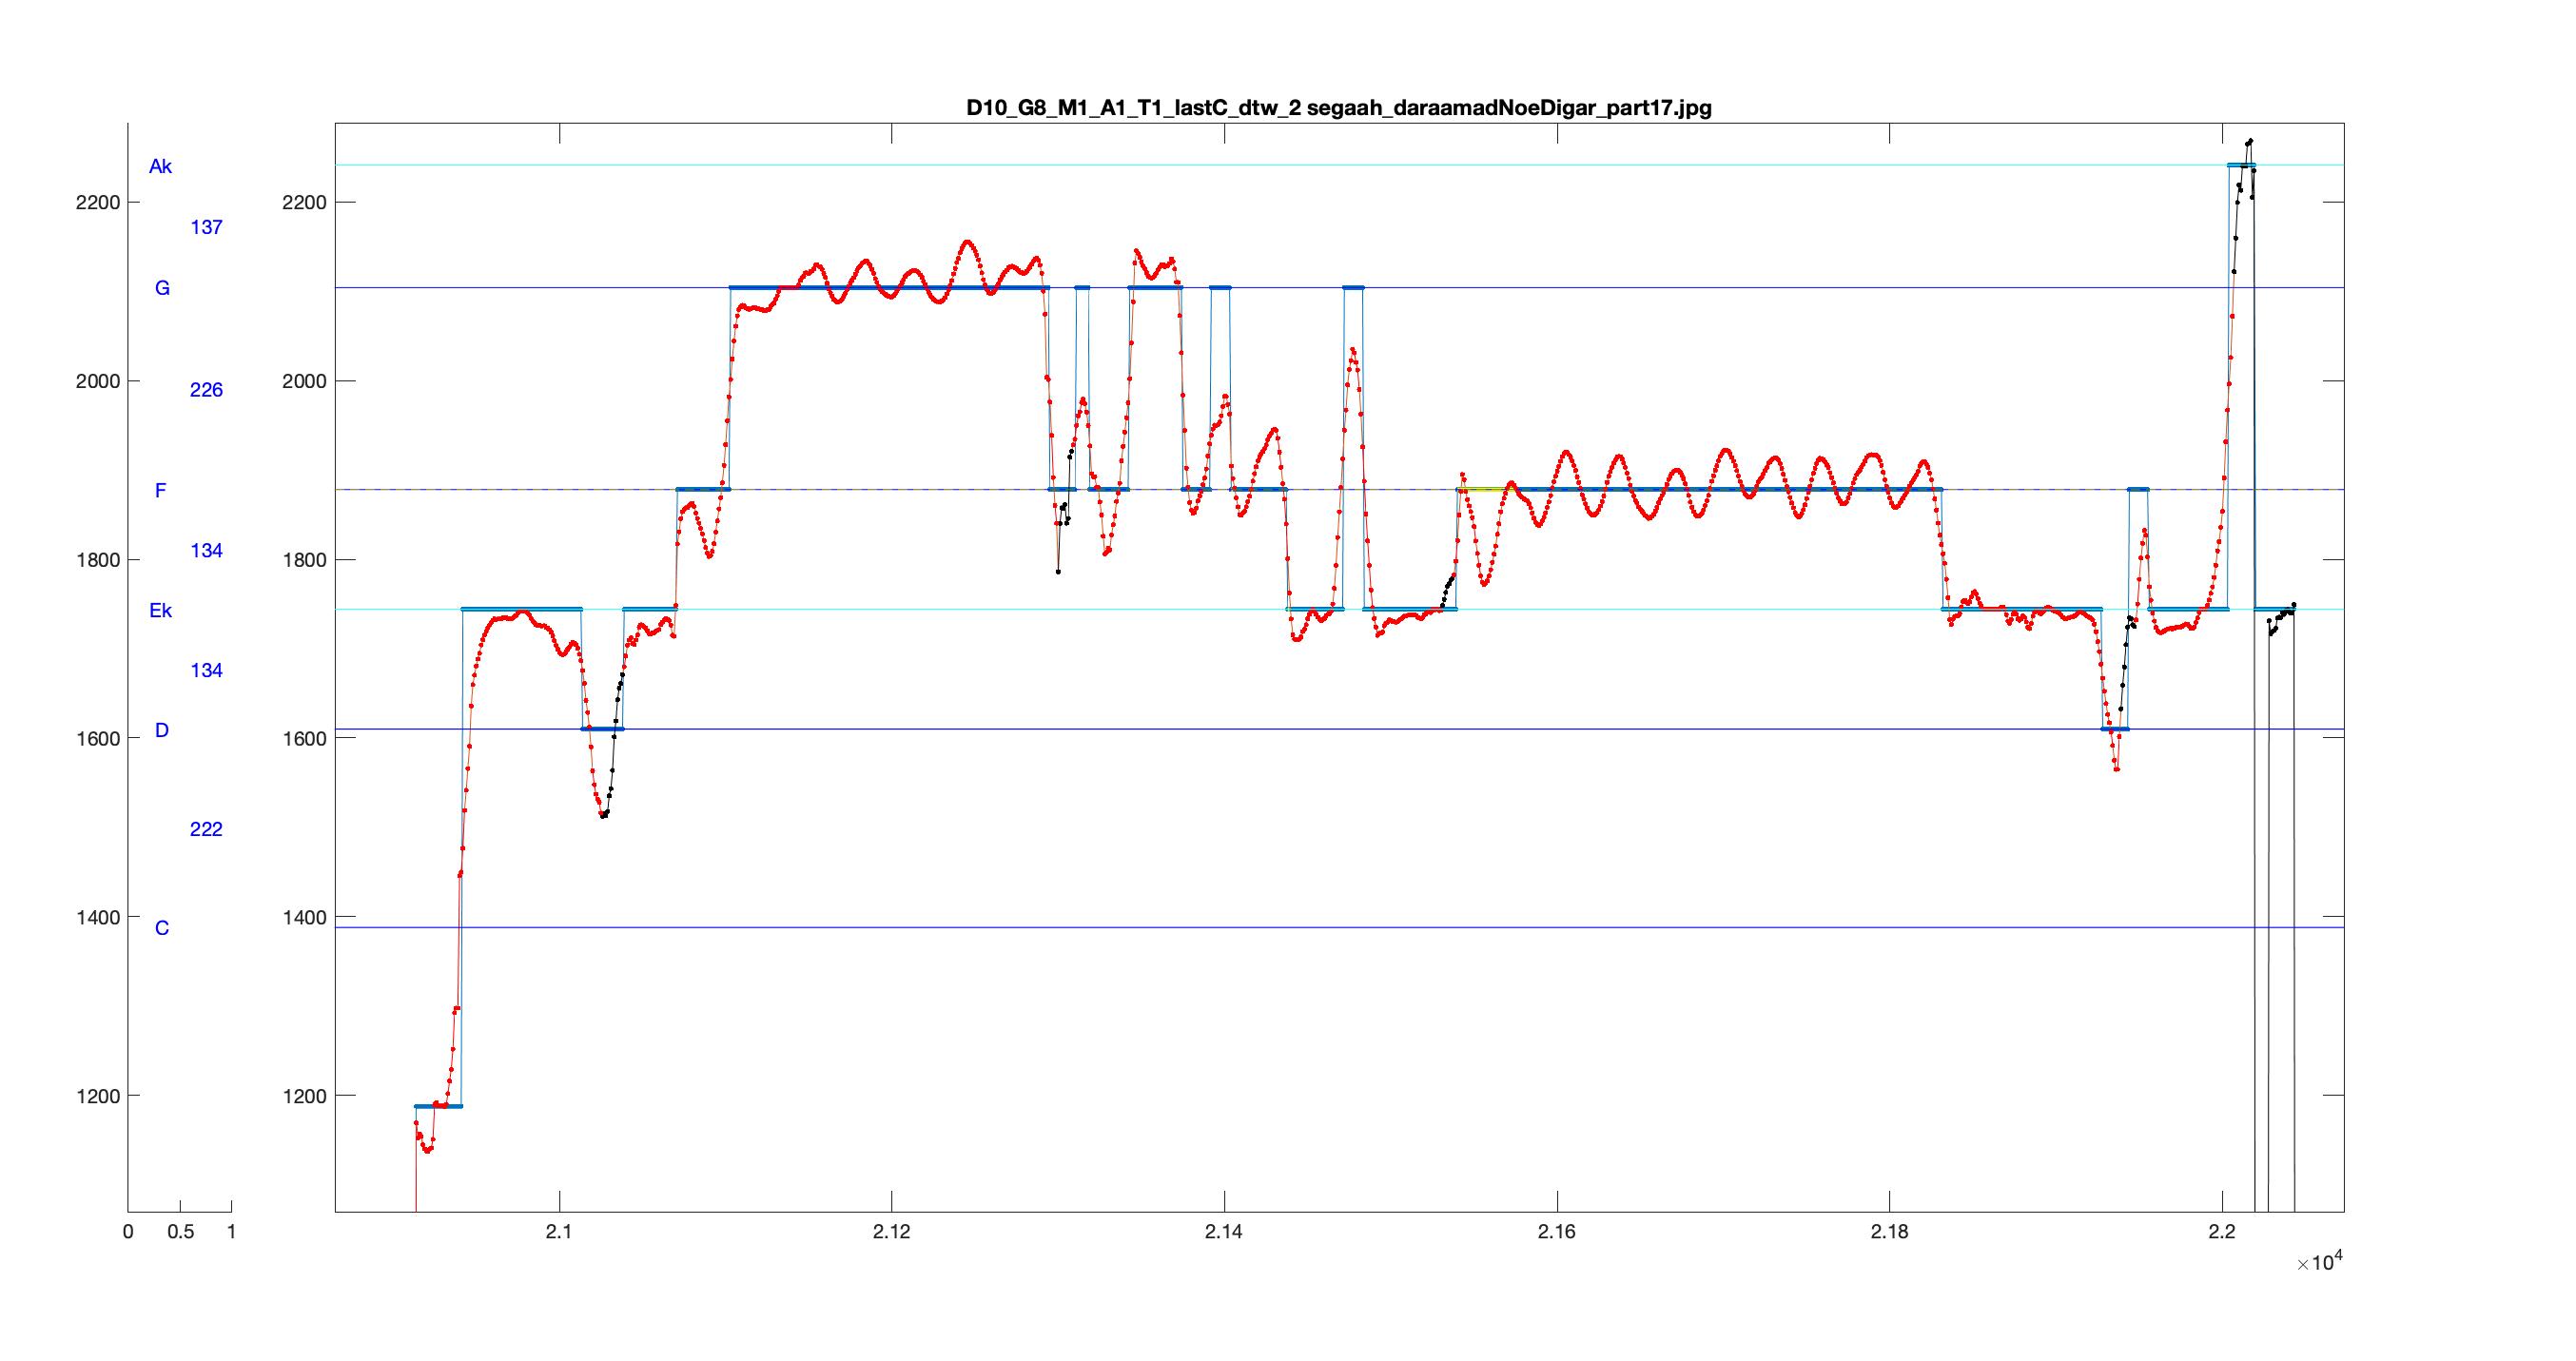 D10_G8_M1_A1_T1_lastC_dtw_2 segaah_daraamadNoeDigar_part17.jpg
Ak
2200 2200
137
G
2000 2000
226
F
134
1800 1800
Ek
134
D
1600 1600
222
C
1400 1400
1200 1200
0 0.5 1 2.1 2.12 2.14 2.16 2.18 2.2
×10⁴